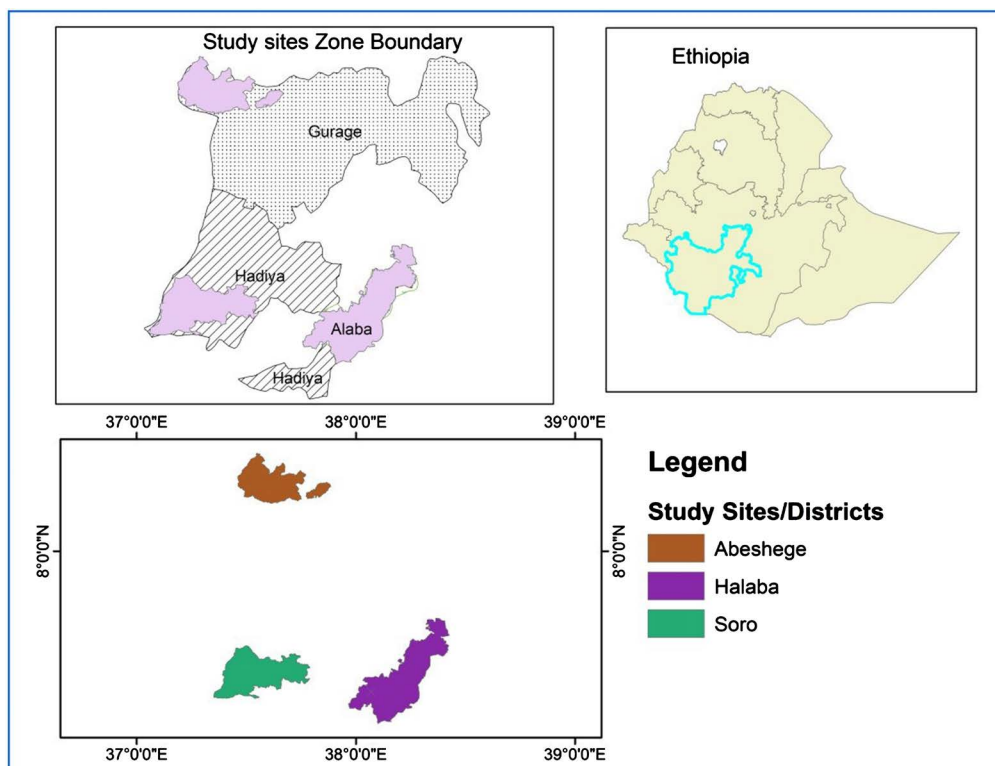 Study sites Zone Boundary
Gurage
Hadiya
Alaba
Hadiya
Ethiopia
37°0'0"E 38°0'0"E 39°0'0"E
8°0'0"N 8°0'0"N
37°0'0"E 38°0'0"E 39°0'0"E
Legend
Study Sites/Districts
Abeshege
Halaba
Soro